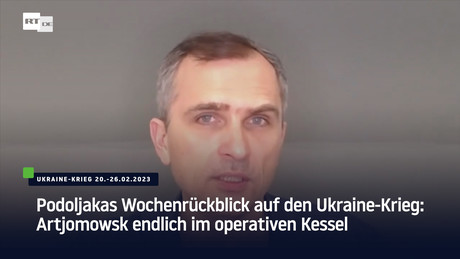 RT
DE
UKRAINE-KRIEG 20.-26.02.2023
Podoljakas Wochenrückblick auf den Ukraine-Krieg:
Artjomowsk endlich im operativen Kessel